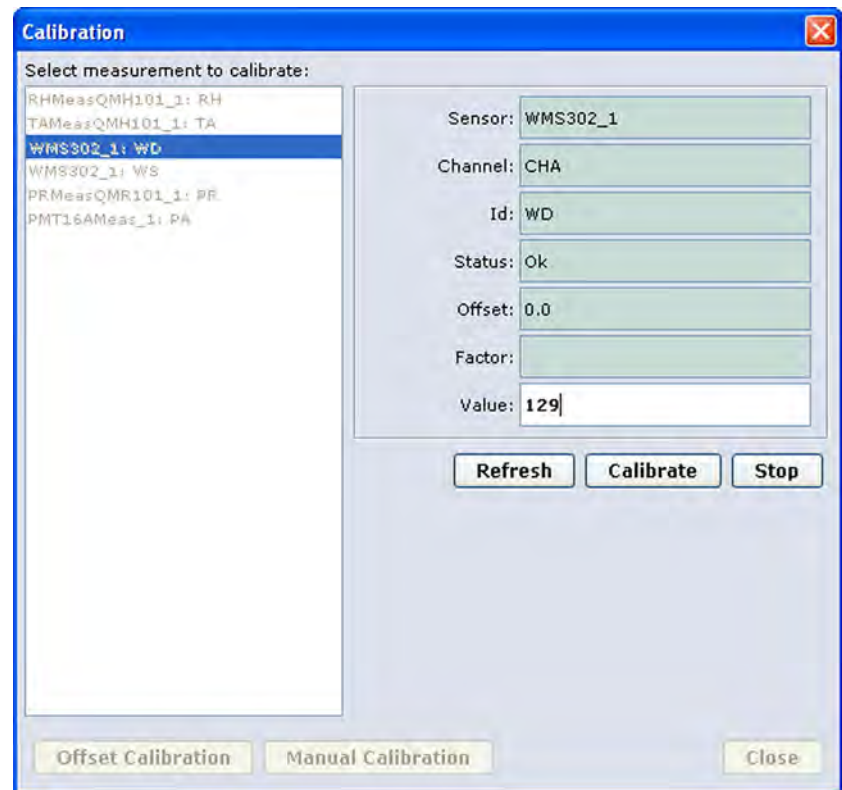 Calibration
Select measurement to calibrate:
RHMeasQMH101_1: RH
TAMeasQMH101_1: TA
WMS302_1: WD
WMS302_1: WS
PRMeasQMR101_1: PR
PMT16AMeas_1: PA
Sensor: WMS302_1
Channel: CHA
Id: WD
Status: Ok
Offset: 0.0
Factor:
Value: 129
Refresh Calibrate Stop
Offset Calibration Manual Calibration Close